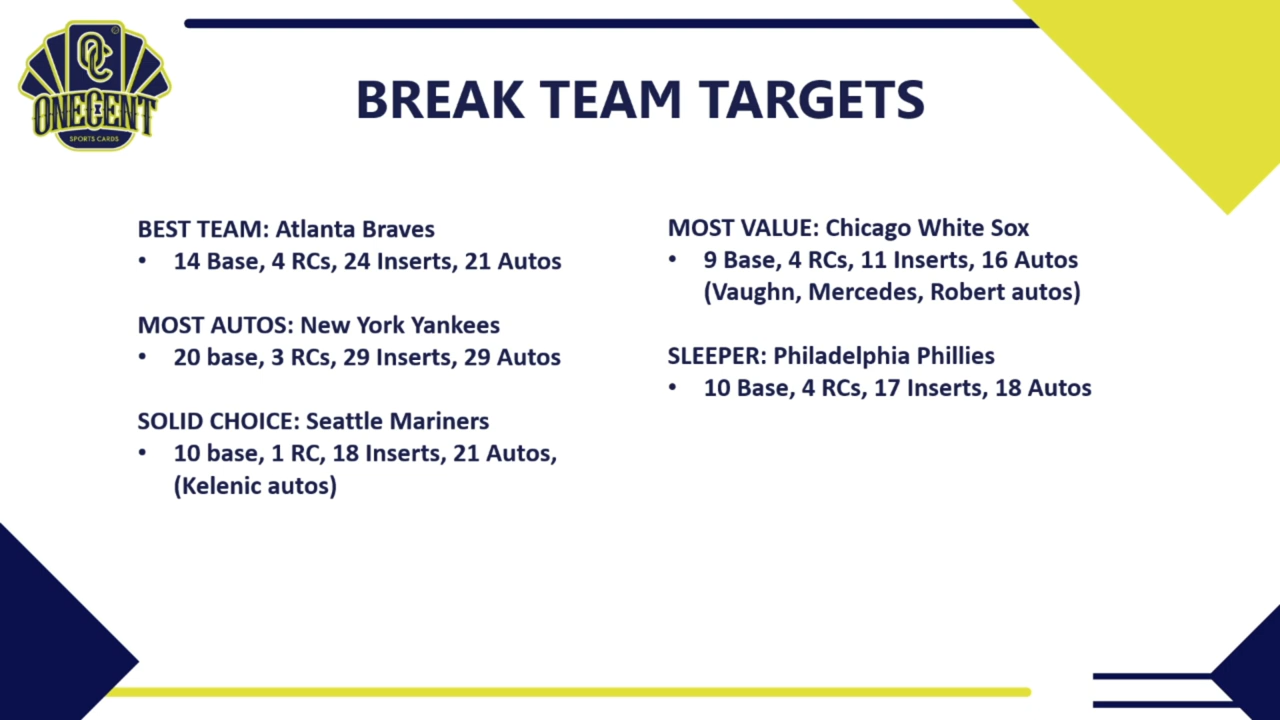 OC
ONECENT
SPORTS CARDS
BREAK TEAM TARGETS
BEST TEAM: Atlanta Braves
• 14 Base, 4 RCs, 24 Inserts, 21 Autos
MOST AUTOS: New York Yankees
• 20 base, 3 RCs, 29 Inserts, 29 Autos
SOLID CHOICE: Seattle Mariners
• 10 base, 1 RC, 18 Inserts, 21 Autos,
(Kelenic autos)
MOST VALUE: Chicago White Sox
• 9 Base, 4 RCs, 11 Inserts, 16 Autos
(Vaughn, Mercedes, Robert autos)
SLEEPER: Philadelphia Phillies
• 10 Base, 4 RCs, 17 Inserts, 18 Autos